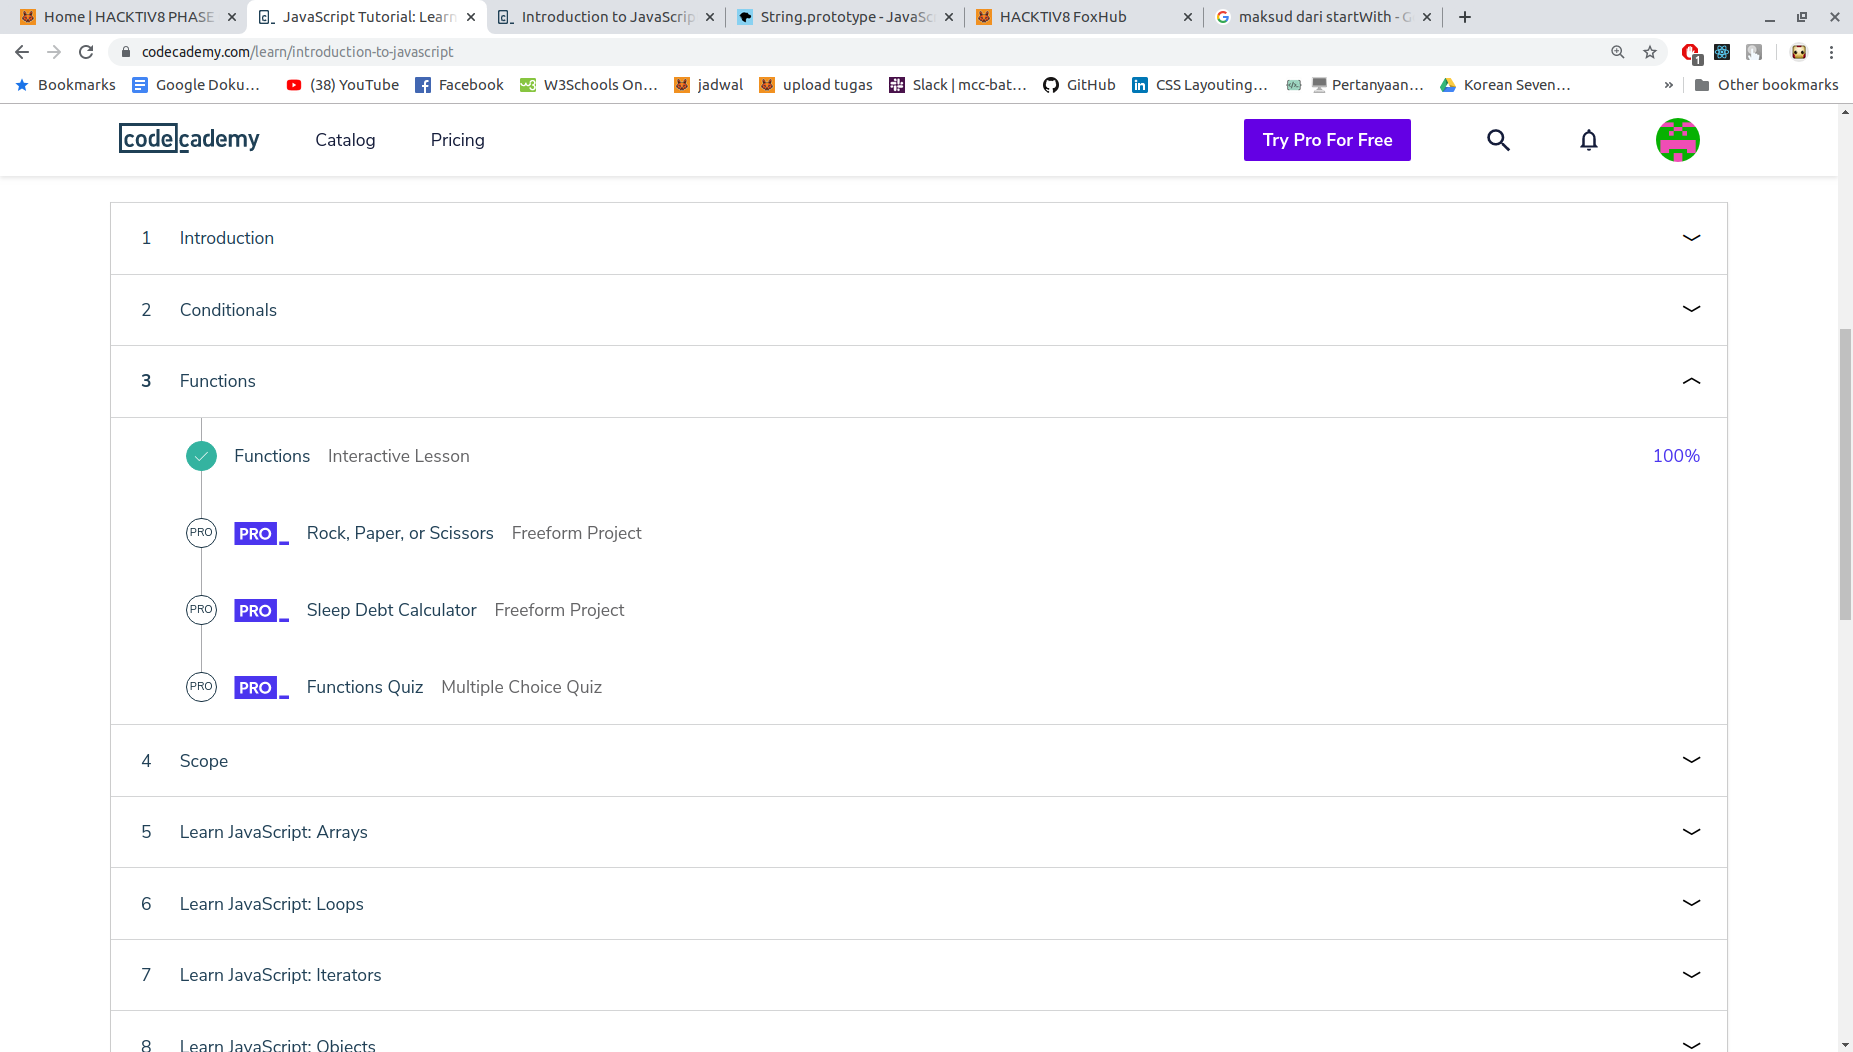 Home | HACKTIV8 PHASE
JavaScript Tutorial: Learn
Introduction to JavaScrip
String.prototype - JavaSc
HACKTIV8 FoxHub
maksud dari startWith - G
codecademy.com/learn/introduction-to-javascript
1
Bookmarks
Google Doku...
(38) YouTube
Facebook
W3Schools On...
jadwal
upload tugas
Slack | mcc-bat...
GitHub
CSS Layouting...
Pertanyaan...
Korean Seven...
»
Other bookmarks
codecademy
Catalog
Pricing
Try Pro For Free
1 Introduction
2 Conditionals
3 Functions
Functions Interactive Lesson 100%
PRO PRO_ Rock, Paper, or Scissors Freeform Project
PRO PRO_ Sleep Debt Calculator Freeform Project
PRO PRO_ Functions Quiz Multiple Choice Quiz
4 Scope
5 Learn JavaScript: Arrays
6 Learn JavaScript: Loops
7 Learn JavaScript: Iterators
8 Learn JavaScript: Objects